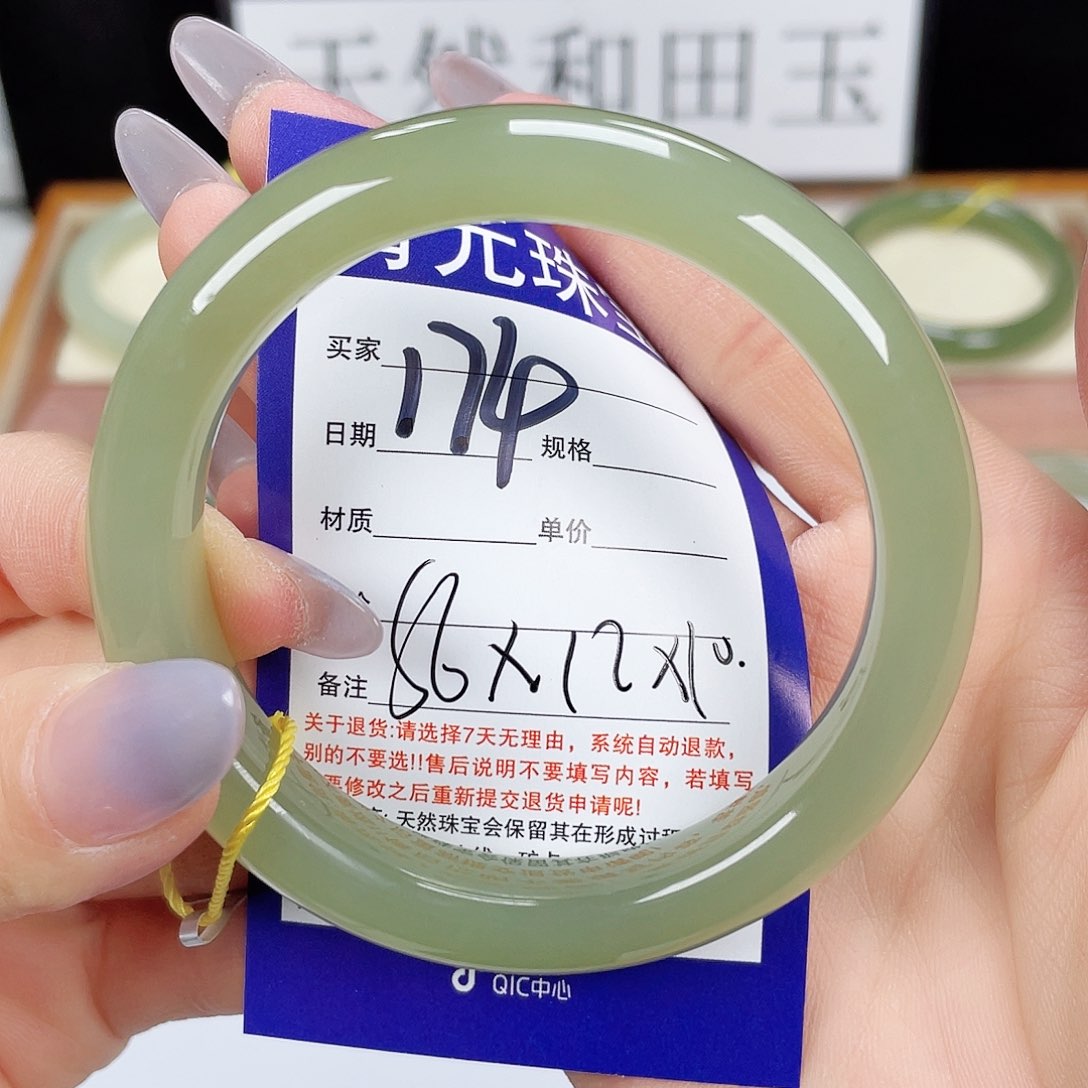 天然和田玉
元珠
买家
174
日期 规格
材质 单价
56×12×10.
备注
关于退货:请选择7天无理由，系统自动退款，
别的不要选!!售后说明不要填写内容，若填写
要修改之后重新提交退货申请呢!
天然珠宝会保留其在形成过程
QIC中心